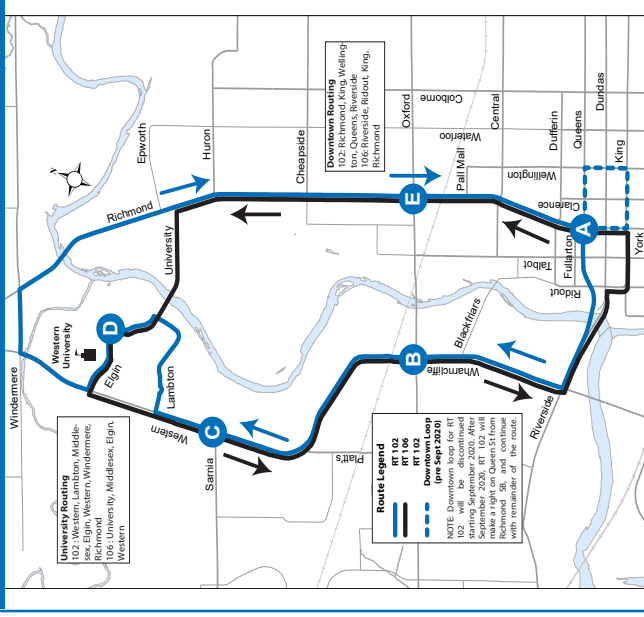 Windermere
Western
University
Elgin
D
Lambton
Western
C
Sarnia
University Routing
102 : Western, Lambton, Middle-
sex, Elgin, Western, Windermere,
Richmond
106 : University, Middlesex, Elgin,
Western
Richmond
University
Epworth
Huron
Cheapside
Downtown Routing
102: Richmond, King, Welling-
ton, Queens, Riverside
106: Riverside, Ridout, King,
Richmond
Oxford
Colborne
Waterloo
Central
Pall Mall
Wellington
Dufferin
Queens
Dundas
King
Clarence
E
A
Fullarton
Talbot
Ridout
York
Blackfriars
B
Wharncliffe
Riverside
Platt's
Route Legend
RT 102
RT 106
RT 102
Downtown Loop
(pre Sept 2020)
NOTE: Downtown loop for RT
102 will be discontinued
starting September 2020. After
September 2020, RT 102 will
make a right on Queen St from
Richmond SB, and continue
with remainder of the route.